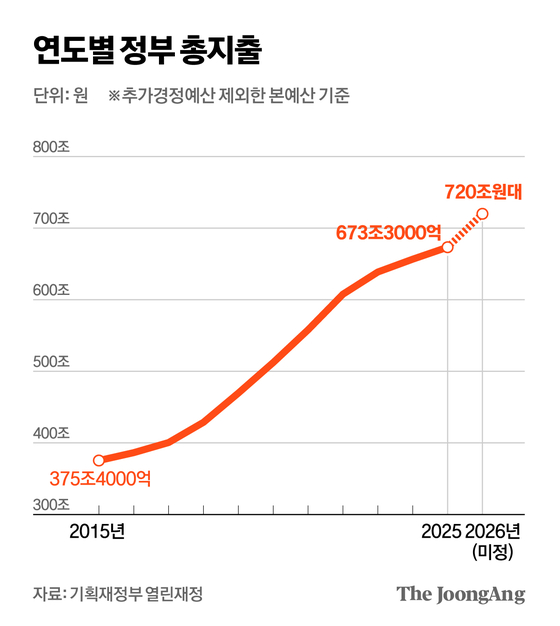 연도별 정부 총지출
단위: 원 ※추가경정예산 제외한 본예산 기준
800조
720조원대
700조
673조3000억
600조
500조
400조
375조4000억
300조
2015년 2025 2026년
(미정)
자료: 기획재정부 열린재정 The JoongAng